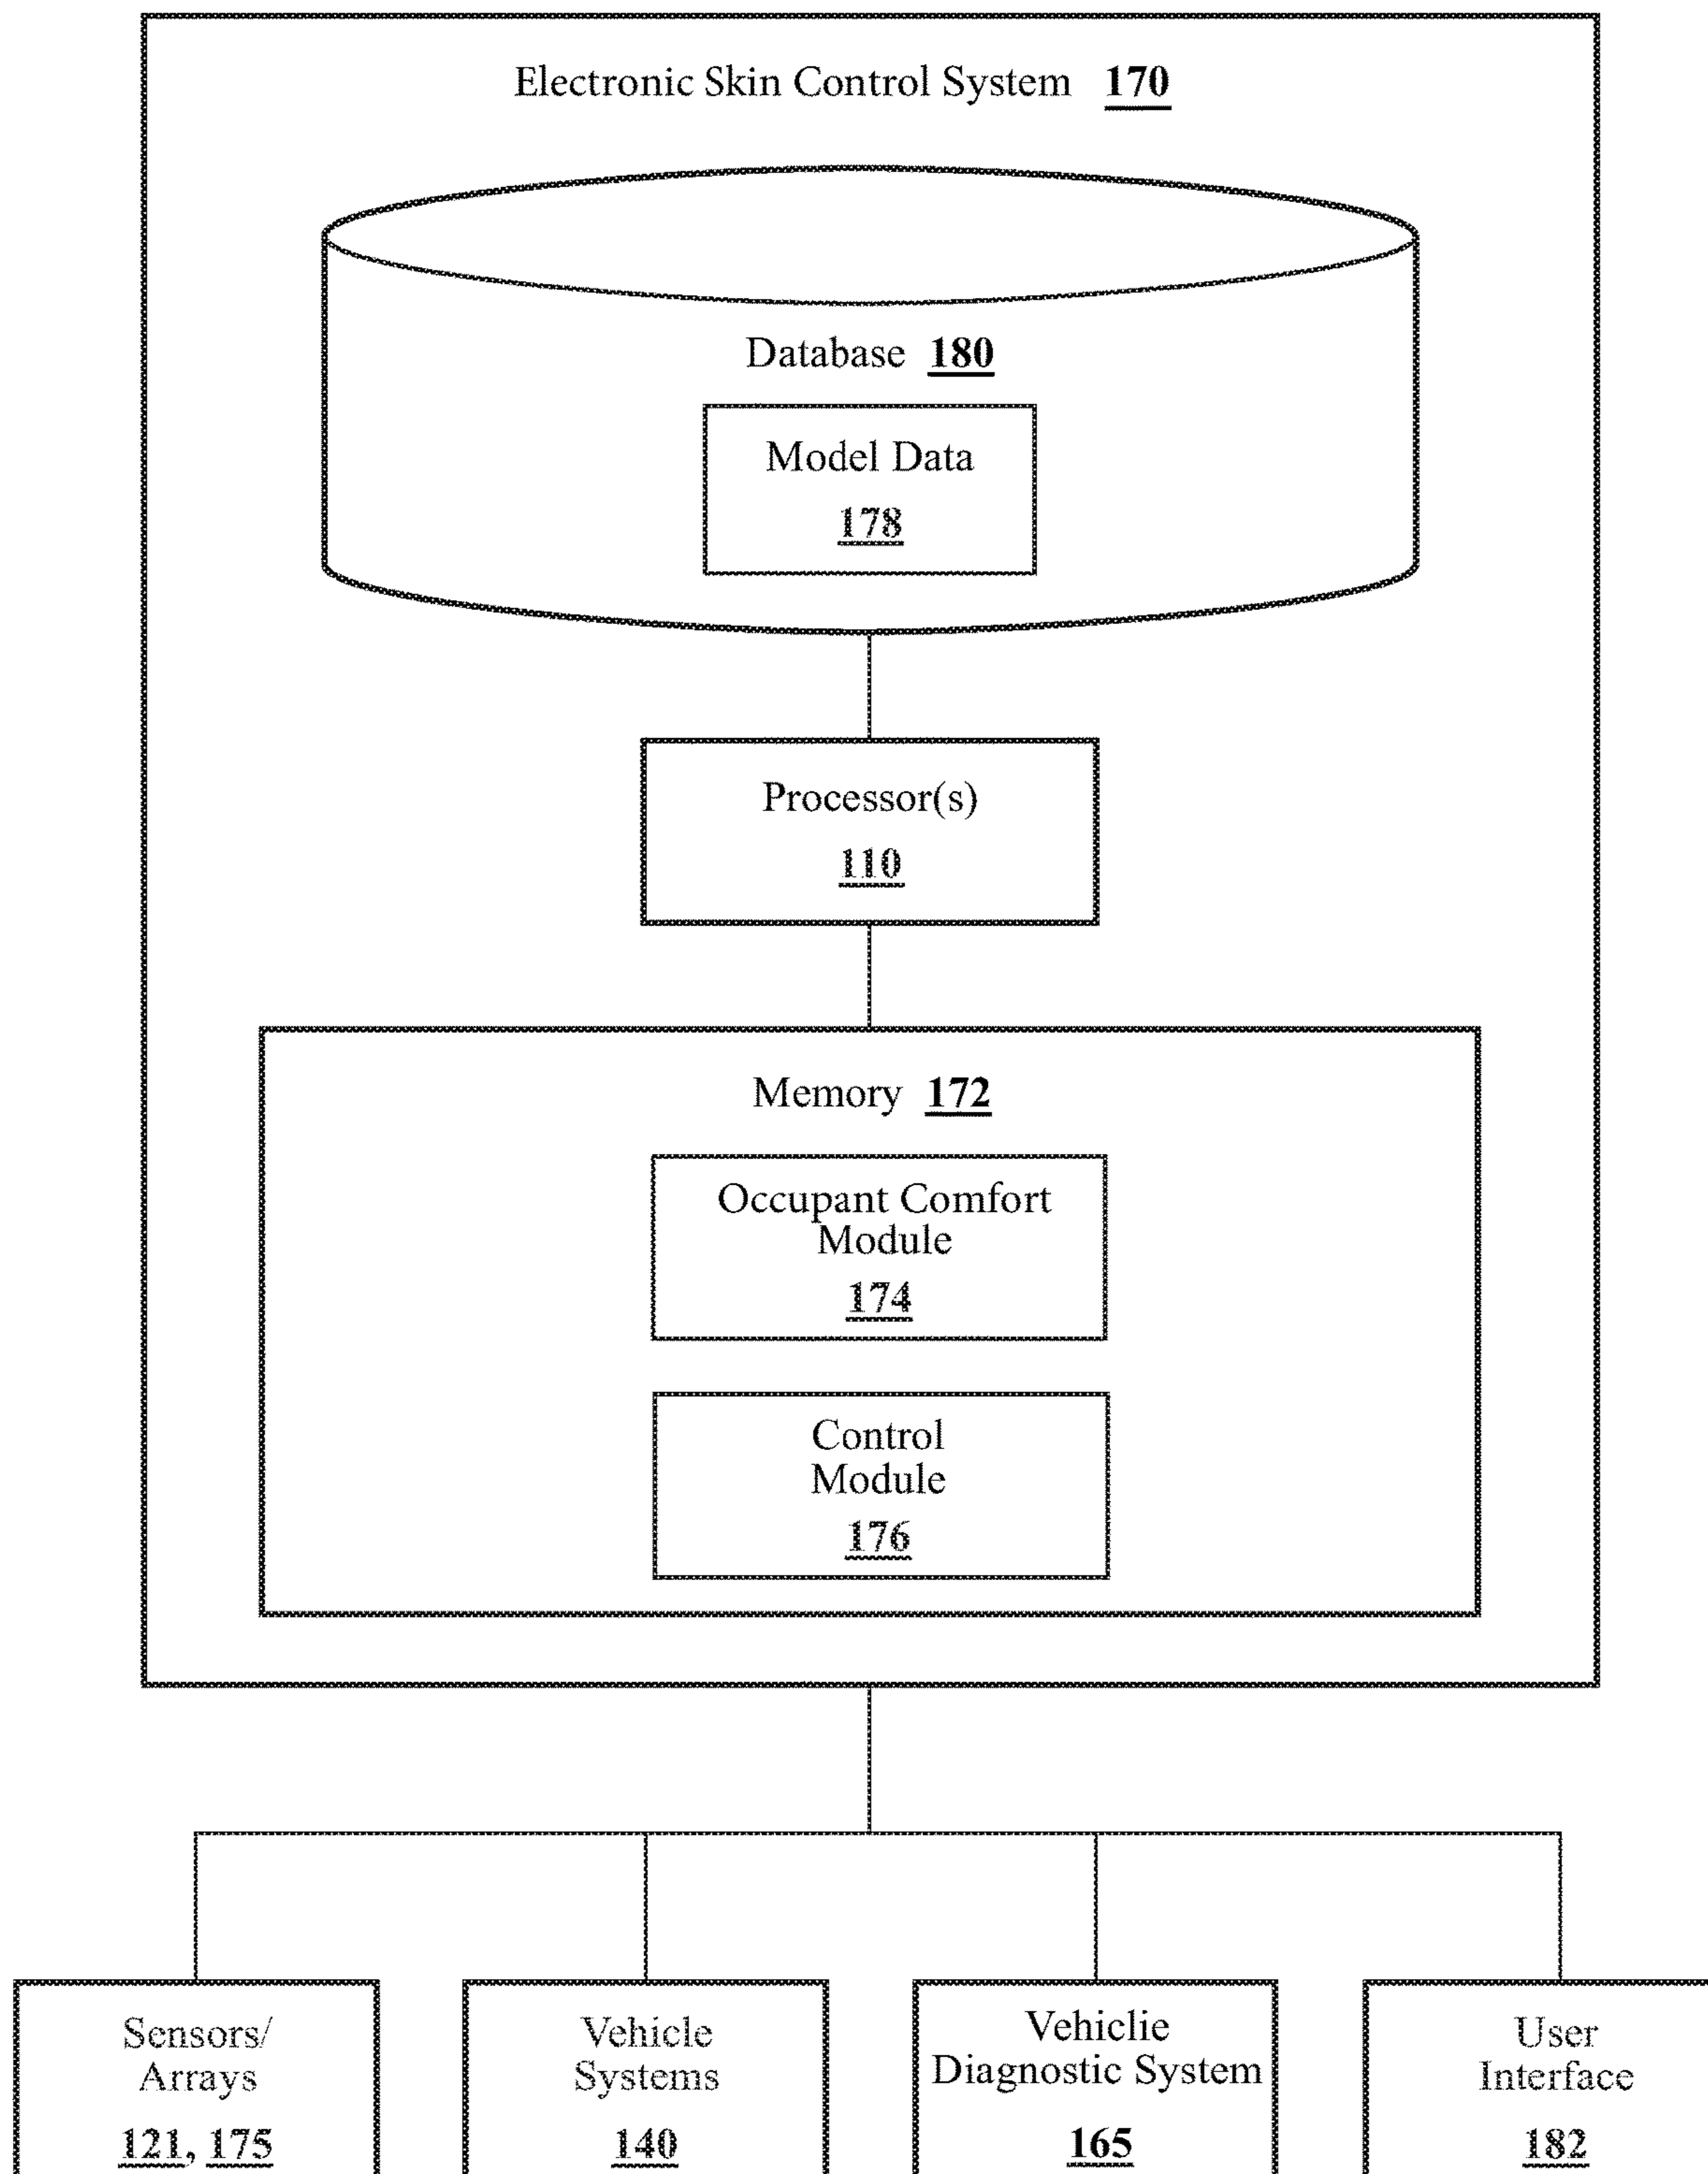 Electronic Skin Control System 170
Database 180
Model Data
178
Processor(s)
110
Memory 172
Occupant Comfort
Module
174
Control
Module
176
Sensors/
Arrays
121, 175
Vehicle
Systems
140
Vehiclie
Diagnostic System
165
User
Interface
182